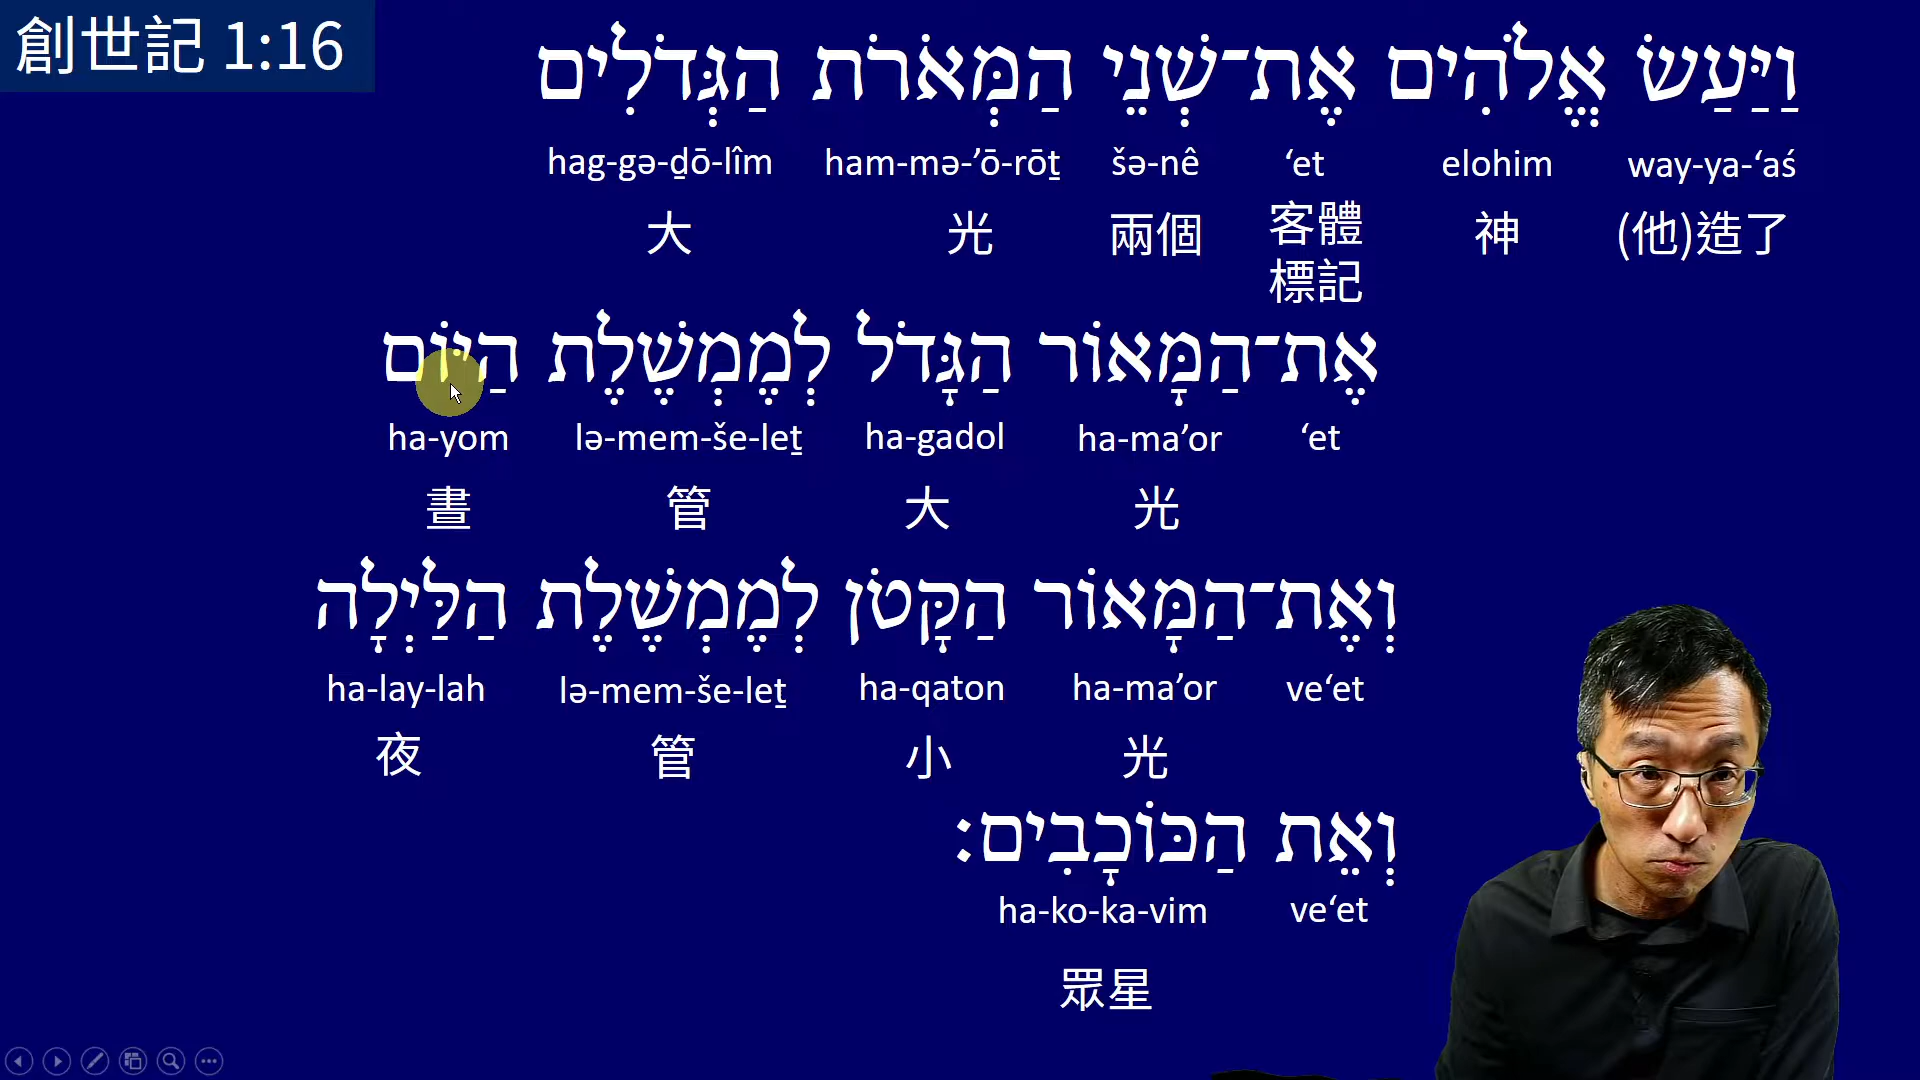 創世記 1:16
וַיַּעַשׂ אֱלֹהִים אֶת־שְׁנֵי הַמְּאֹרֹת הַגְּדֹלִים
hag-gə-ḏō-lîm ham-mə-’ō-rōṯ šə-nê ‘et elohim way-ya-‘aś
大 光 兩個 客體標記 神 (他)造了
אֶת־הַמָּאוֹר הַגָּדֹל לְמֶמְשֶׁלֶת הַיּוֹם
ha-yom lə-mem-še-leṯ ha-gadol ha-ma’or ‘et
晝 管 大 光
וְאֶת־הַמָּאוֹר הַקָּטֹן לְמֶמְשֶׁלֶת הַלַּיְלָה
ha-lay-lah lə-mem-še-leṯ ha-qaton ha-ma’or ve‘et
夜 管 小 光
וְאֵת הַכּוֹכָבִים׃
ha-ko-ka-vim ve‘et
眾星